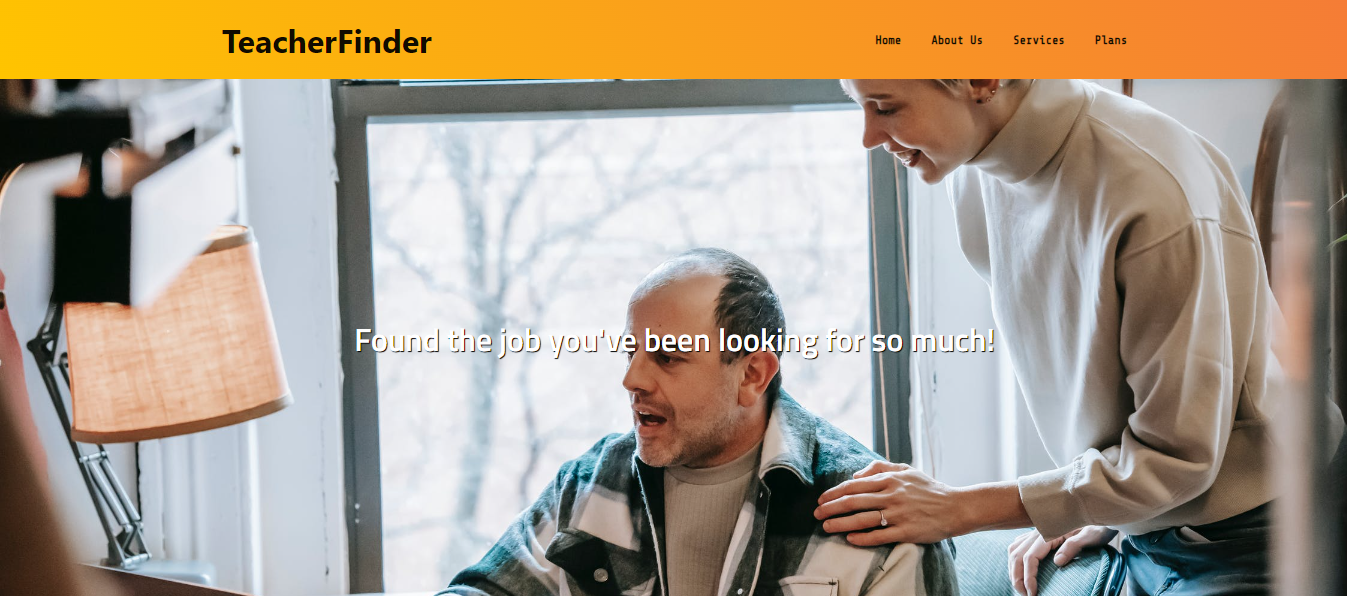 TeacherFinder
About Us
Services
Plans
Home
Found the job you've been looking for so much!